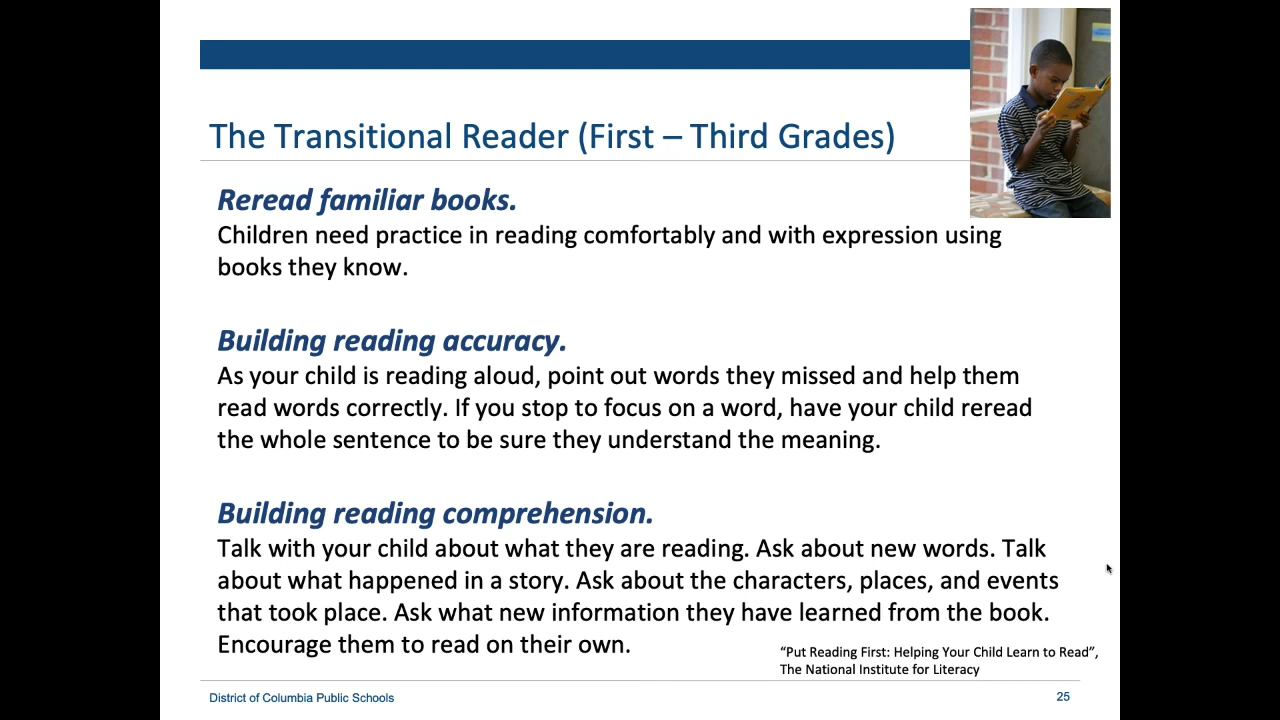 The Transitional Reader (First – Third Grades)
Reread familiar books.
Children need practice in reading comfortably and with expression using
books they know.
Building reading accuracy.
As your child is reading aloud, point out words they missed and help them
read words correctly. If you stop to focus on a word, have your child reread
the whole sentence to be sure they understand the meaning.
Building reading comprehension.
Talk with your child about what they are reading. Ask about new words. Talk
about what happened in a story. Ask about the characters, places, and events
that took place. Ask what new information they have learned from the book.
Encourage them to read on their own.
“Put Reading First: Helping Your Child Learn to Read”,
The National Institute for Literacy
District of Columbia Public Schools
25